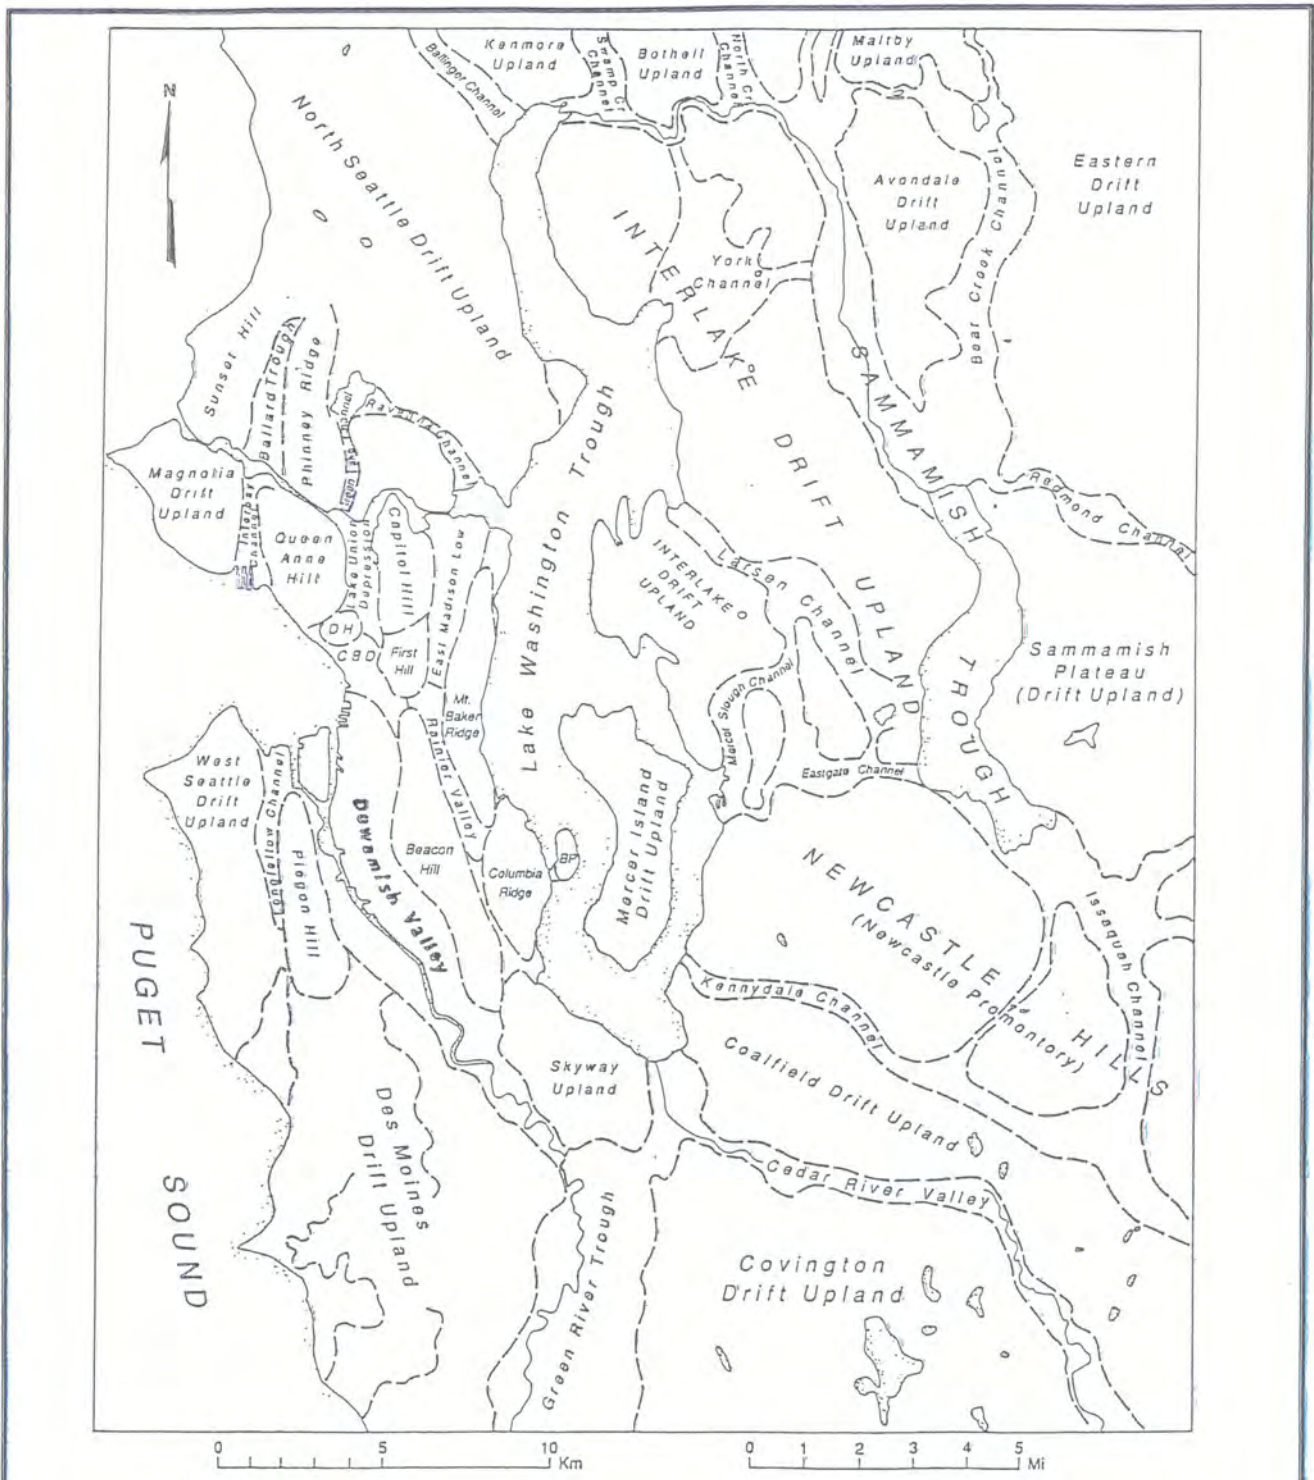 Kenmore
Upland
Swamp Cr
Channel
Bothell
Upland
North Cr
Channel
Maltby
Upland
Ballinger Channel
N
North Seattle Drift Upland
Eastern
Drift
Upland
Avondale
Drift
Upland
Bear Creek Channel
INTERLAKE DRIFT UPLAND
York
Channel
SAMMAMISH TROUGH
Sunset Hill
Ballard Trough
Phinney Ridge
Ravenna Channel
Green Lake Channel
Lake Washington Trough
Magnolia
Drift
Upland
Interbay
Channel
Queen
Anne
Hill
Lake Union
Depression
Capitol Hill
East Madison Low
Redmond Channel
INTERLAKE
DRIFT
UPLAND
Larsen Channel
DH
CBD
First
Hill
Mt.
Baker
Ridge
Mercer Slough Channel
Sammamish
Plateau
(Drift Upland)
Eastgate Channel
West
Seattle
Drift
Upland
Longfellow Channel
Pigeon Hill
Duwamish Valley
Rainier Valley
Beacon
Hill
Columbia
Ridge
BP
Mercer Island
Drift Upland
NEWCASTLE HILLS
(Newcastle Promontory)
Issaquah Channel
PUGET
SOUND
Kennydale Channel
Coalfield Drift Upland
Skyway
Upland
Des Moines
Drift Upland
Cedar River Valley
Green River Trough
Covington
Drift Upland
0 5 10
Km
0 1 2 3 4 5
Mi